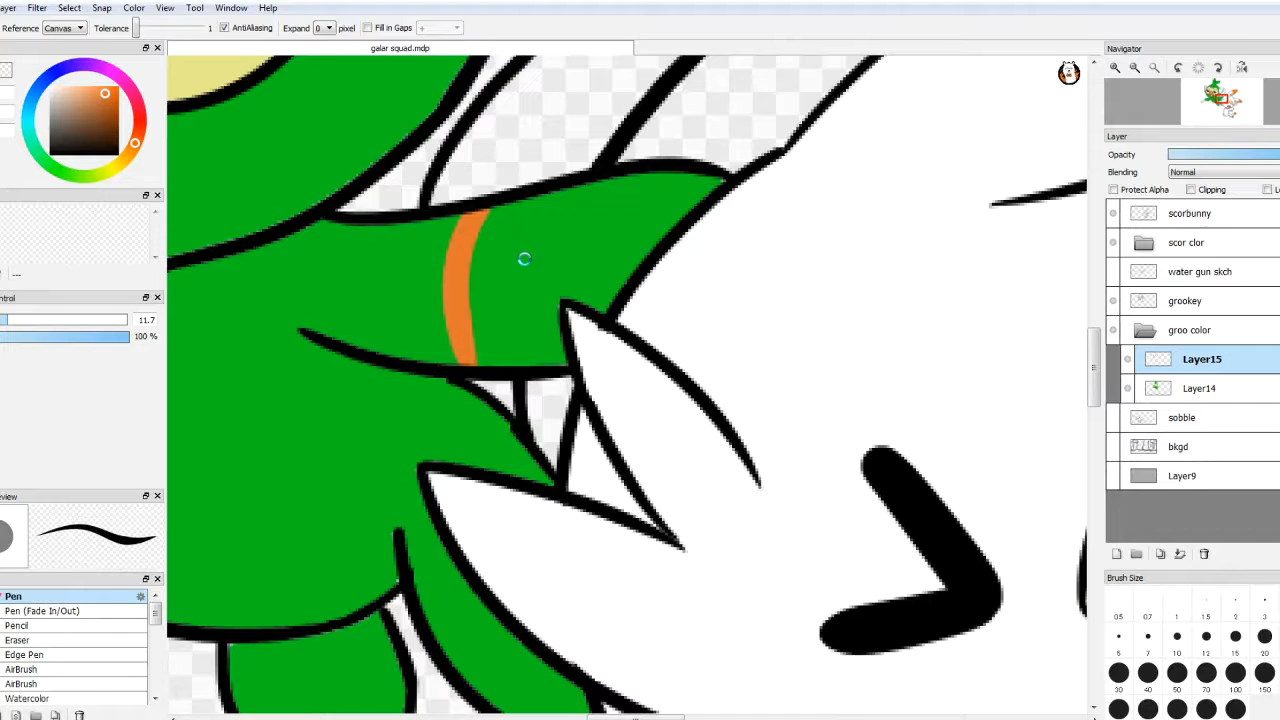 ayer Filter Select Snap Color View Tool Window Help
Reference Canvas Tolerance 1 AntiAliasing Expand 0 pixel Fill in Gaps +
galar squad.mdp
Navigator
Layer
Opacity
Blending Normal
Protect Alpha Clipping L
scorbunny
scor clor
water gun skch
grookey
groo color
Layer15
Layer14
sobble
bkgd
Layer9
---
ontrol
11.7
100 %
eview
Pen
Pen (Fade In/Out)
Pencil
Eraser
Edge Pen
AirBrush
AirBrush
Watercolor
Brush Size
0.5 0.7 1 1.5 2 3
5 7 10 12 15 20
30 40 50 70 100 150